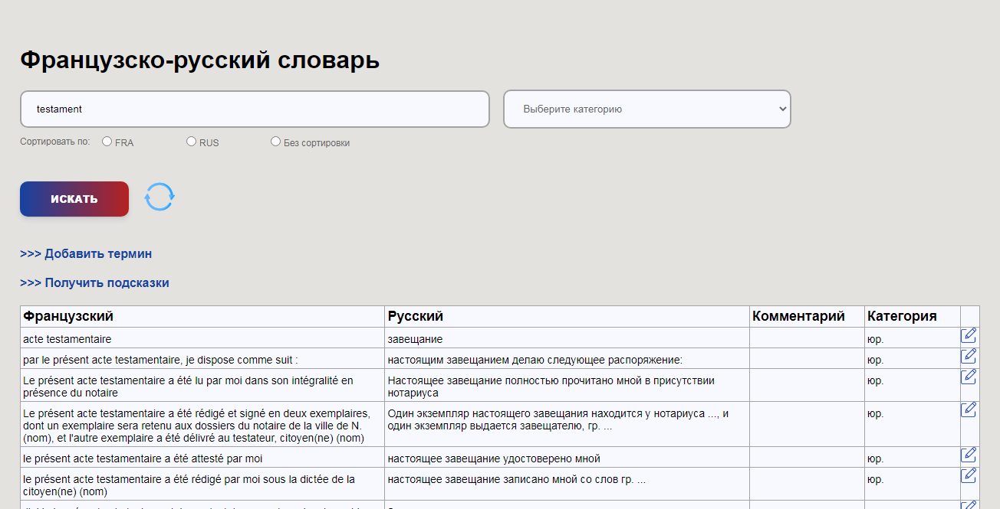 Французско-русский словарь
testament
Выберите категорию
Сортировать по: FRA RUS Без сортировки
ИСКАТЬ
>>> Добавить термин
>>> Получить подсказки
Французский Русский Комментарий Категория
acte testamentaire завещание юр.
par le présent acte testamentaire, je dispose comme suit : настоящим завещанием делаю следующее распоряжение: юр.
Le présent acte testamentaire a été lu par moi dans son intégralité en Настоящее завещание полностью прочитано мной в присутствии юр.
présence du notaire нотариуса
Le présent acte testamentaire a été rédigé et signé en deux exemplaires, Один экземпляр настоящего завещания находится у нотариуса ..., и юр.
dont un exemplaire sera retenu aux dossiers du notaire de la ville de N. один экземпляр выдается завещателю, гр. ...
(nom), et l'autre exemplaire a été délivré au testateur, citoyen(ne) (nom)
le présent acte testamentaire a été attesté par moi настоящее завещание удостоверено мной юр.
le présent acte testamentaire a été rédigé par moi sous la dictée de la настоящее завещание записано мной со слов гр. ... юр.
citoyen(ne) (nom)